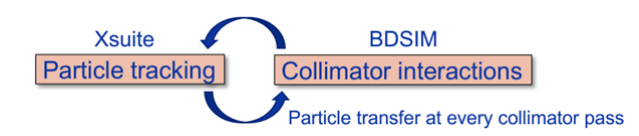 Xsuite
BDSIM
Particle tracking
Collimator interactions
Particle transfer at every collimator pass